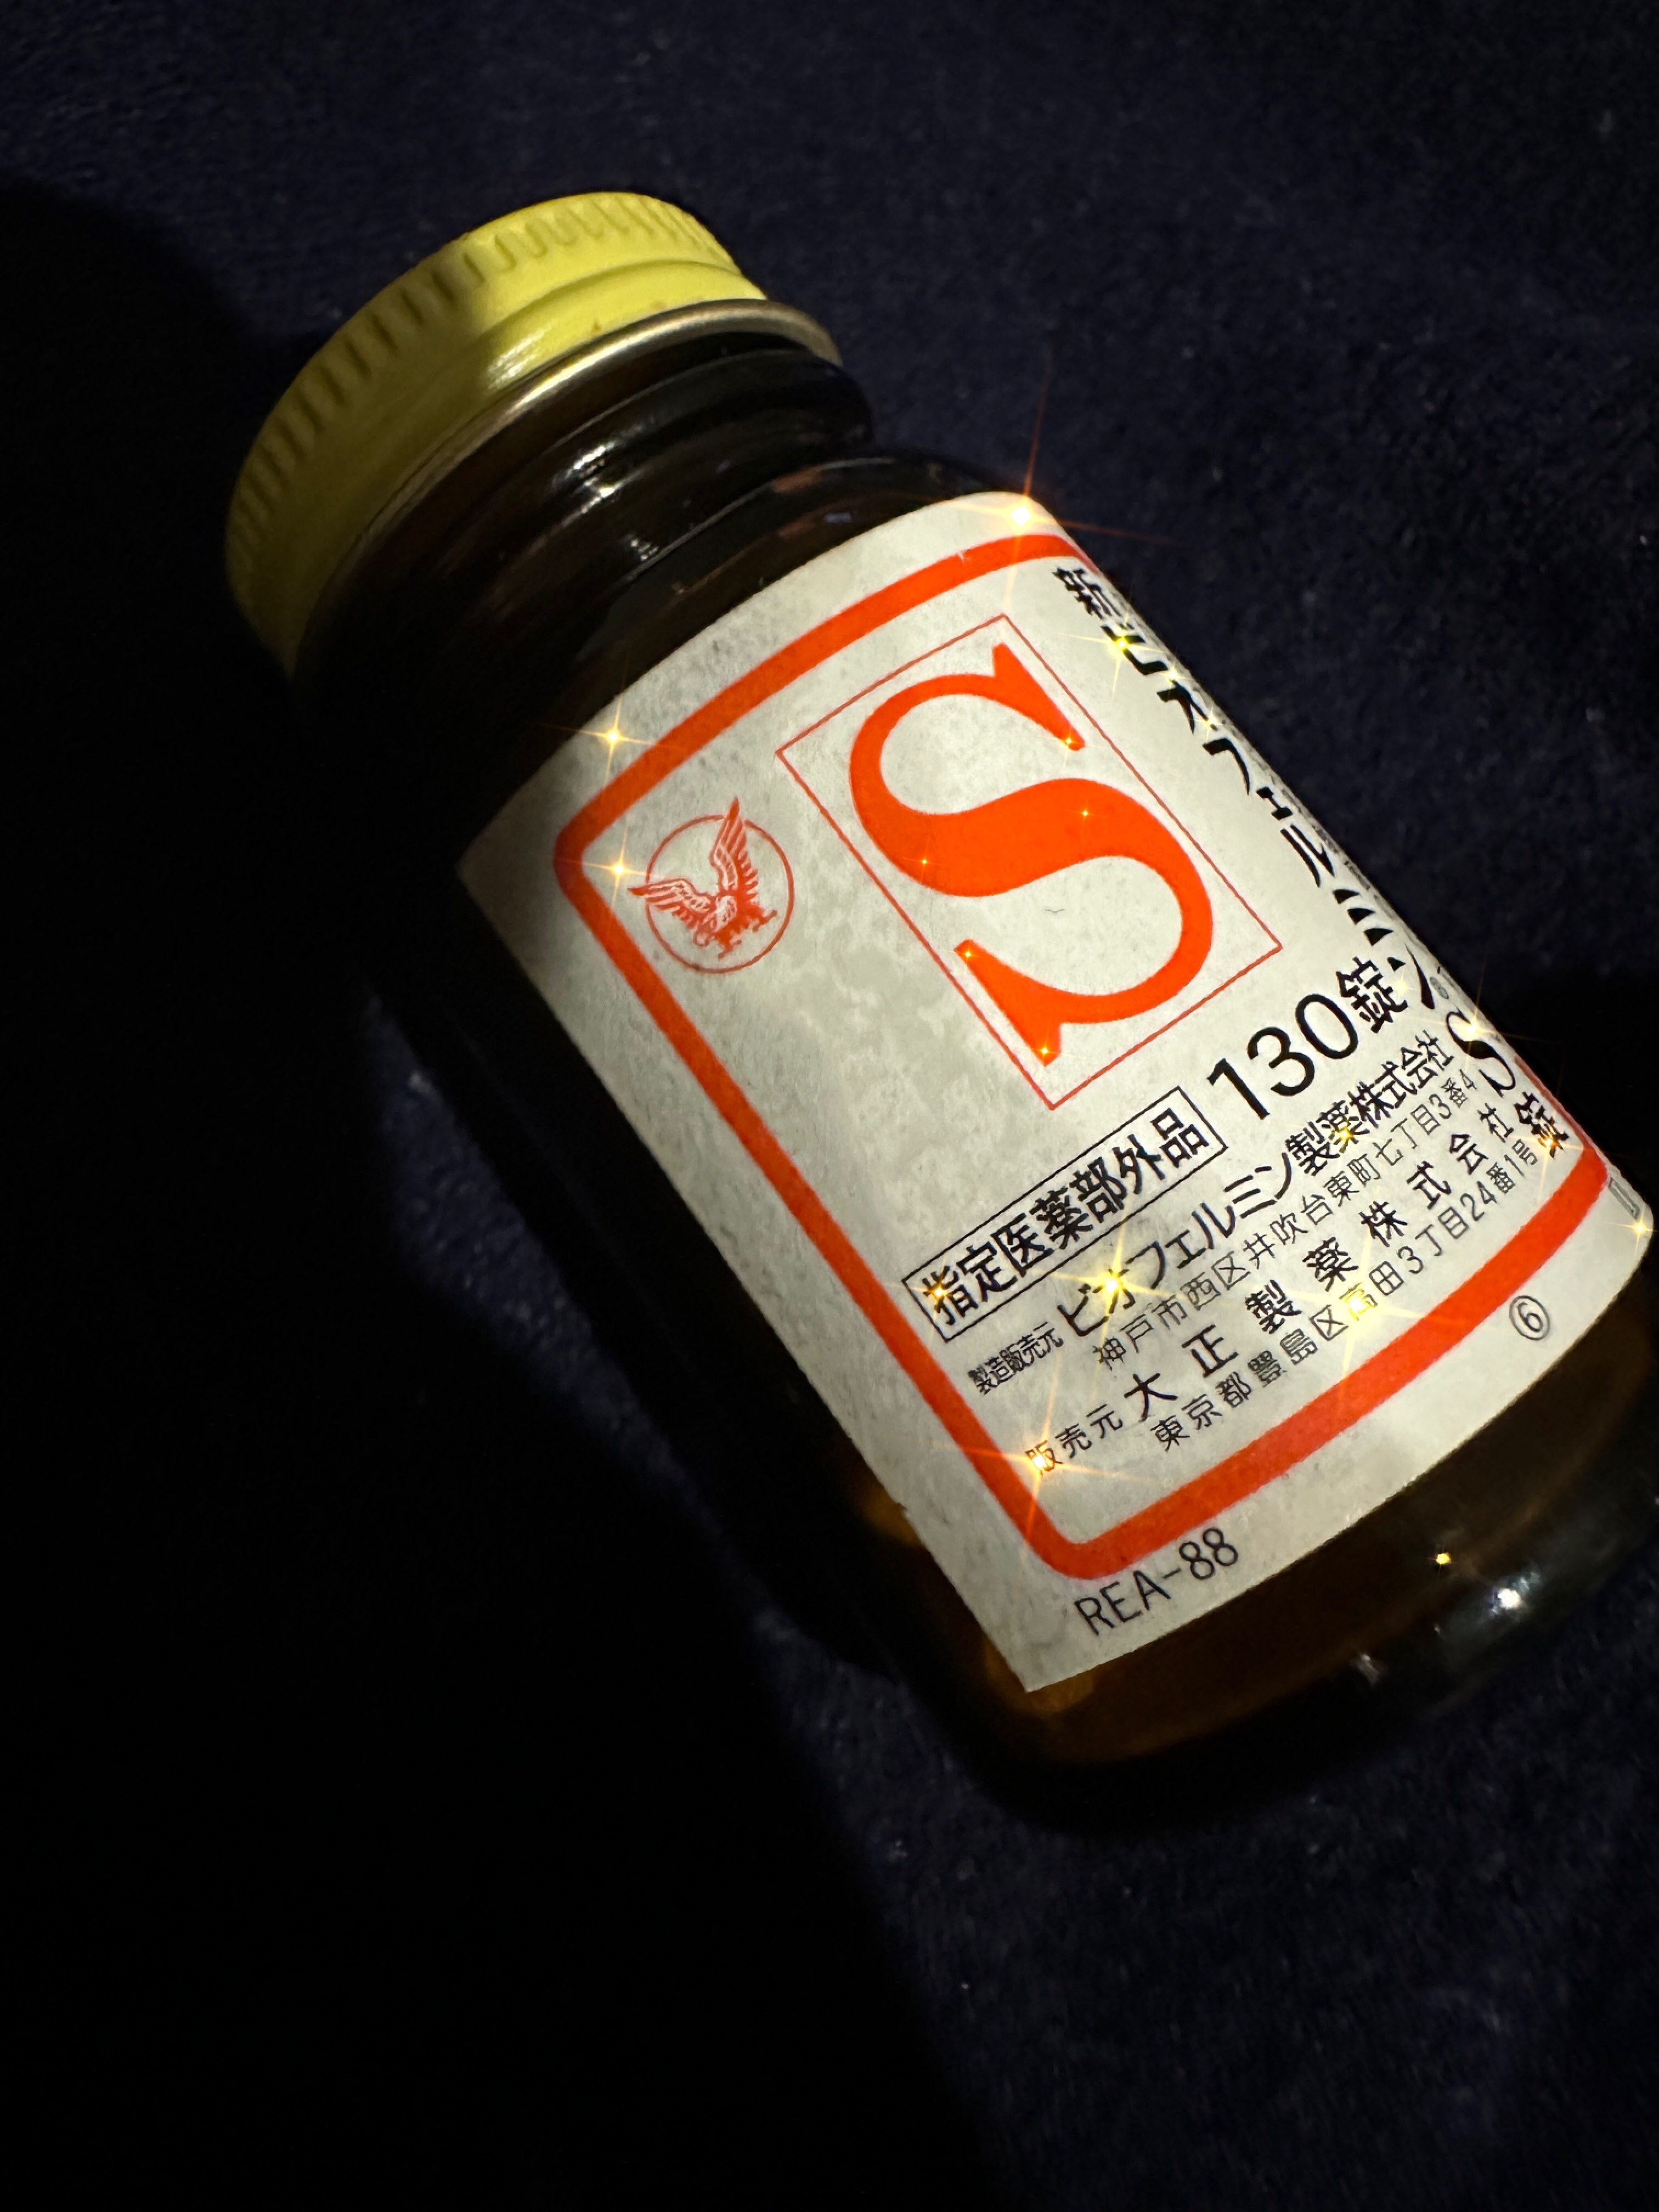 新ビオフェルミンS錠
S
130錠
指定医薬部外品
製造販売元 ビオフェルミン製薬株式会社
神戸市西区井吹台東町七丁目3番4
販売元 大正製薬株式会社
東京都豊島区高田3丁目24番1号
⑥
REA-88